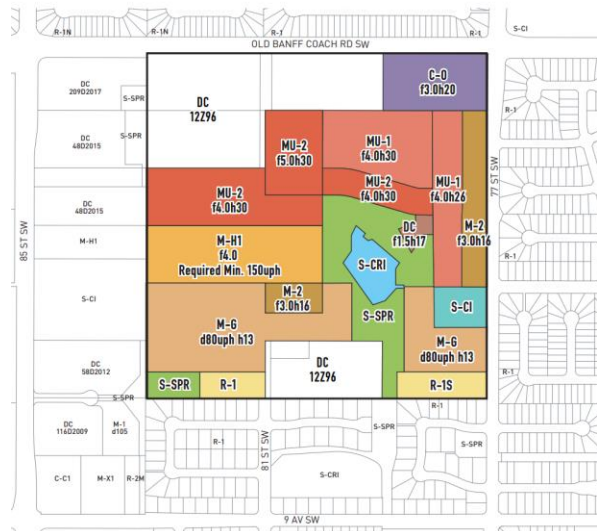 R-1N
R-1N
R-1
R-1
S-CI
OLD BANFF COACH RD SW
DC
209D2017
S-SPR
DC
12Z96
C-O
f3.0h20
R-1
S-SPR
DC
48D2015
MU-2
f5.0h30
MU-1
f4.0h30
MU-1
f4.0h26
M-2
f3.0h16
77 ST SW
R-1
MU-2
f4.0h30
MU-2
f4.0h30
DC
48D2015
DC
f1.5h17
85 ST SW
M-H1
M-H1
f4.0
Required Min. 150uph
S-CRI
R-1
S-CI
M-2
f3.0h16
S-SPR
S-CI
M-G
d80uph h13
M-G
d80uph h13
DC
58D2012
DC
12Z96
R-1
S-SPR
S-SPR
R-1
R-1S
R-1
DC
116D2009
M-1
d105
R-1
81 ST SW
S-SPR
S-SPR
C-C1
M-X1
R-2M
S-CRI
9 AV SW